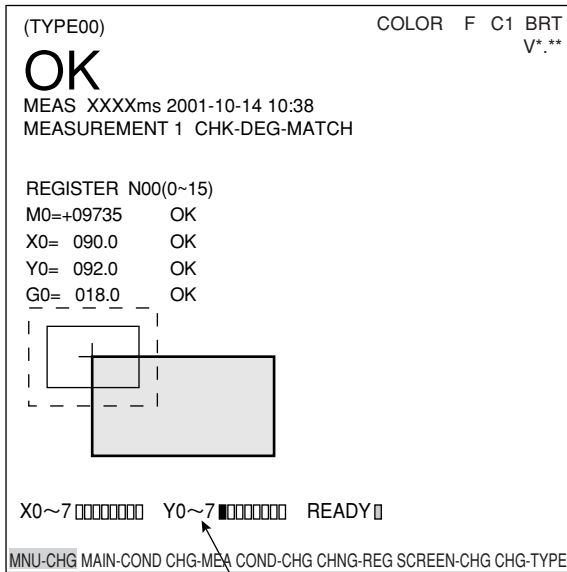 (TYPE00) COLOR F C1 BRT
V*.**
OK
MEAS XXXXms 2001-10-14 10:38
MEASUREMENT 1 CHK-DEG-MATCH
REGISTER N00(0~15)
M0=+09735 OK
X0= 090.0 OK
Y0= 092.0 OK
G0= 018.0 OK
X0~7 Y0~7 READY
MNU-CHG MAIN-COND CHG-MEA COND-CHG CHNG-REG SCREEN-CHG CHG-TYPE